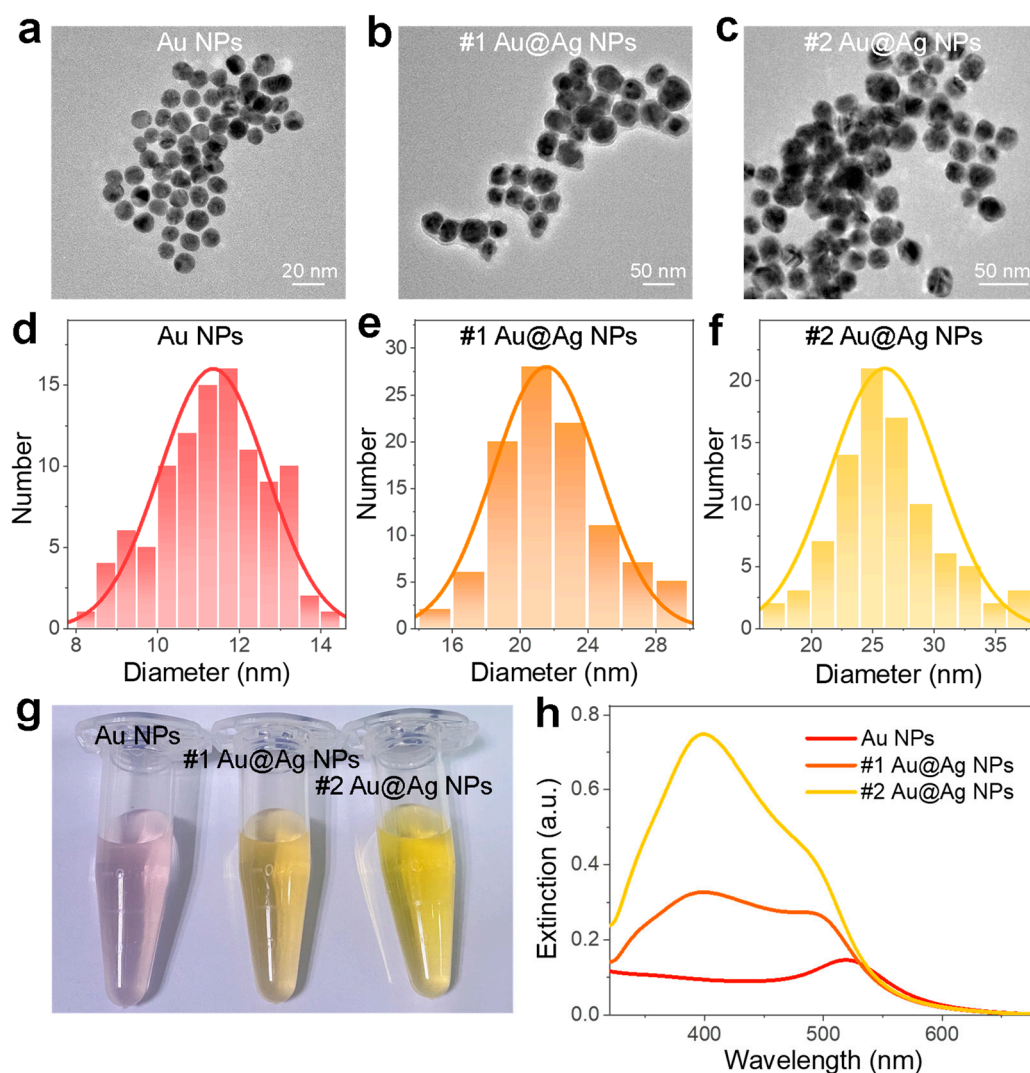 a
Au NPs
20 nm
b
#1 Au@Ag NPs
50 nm
c
#2 Au@Ag NPs
50 nm
d
Au NPs
Number
15
10
5
0
8 10 12 14
Diameter (nm)
e
#1 Au@Ag NPs
Number
30
25
20
15
10
5
0
16 20 24 28
Diameter (nm)
f
#2 Au@Ag NPs
Number
20
15
10
5
0
20 25 30 35
Diameter (nm)
g
Au NPs
#1 Au@Ag NPs
#2 Au@Ag NPs
h
Extinction (a.u.)
0.8
0.6
0.4
0.2
0.0
Au NPs
#1 Au@Ag NPs
#2 Au@Ag NPs
400 500 600
Wavelength (nm)